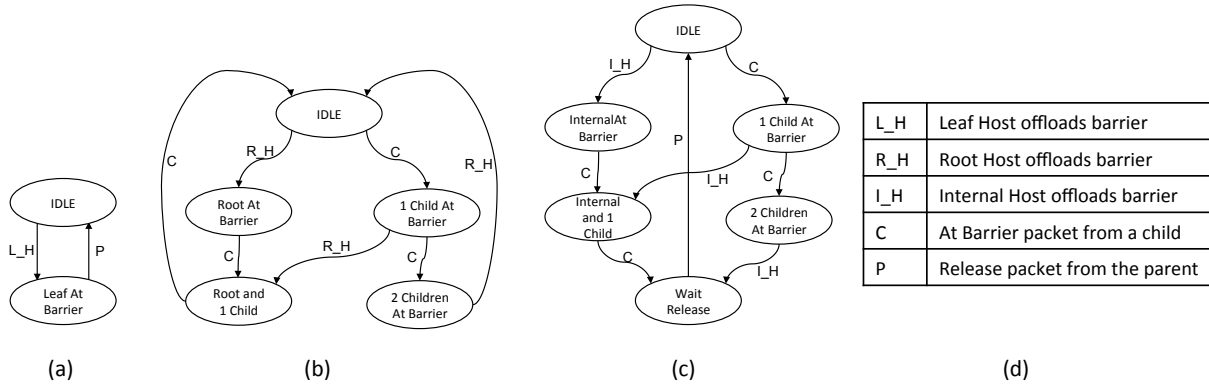 IDLE
L_H
P
Leaf At
Barrier
(a)
IDLE
C
R_H
C
R_H
Root At
Barrier
1 Child At
Barrier
C
R_H
C
Root and
1 Child
2 Children
At Barrier
(b)
IDLE
I_H
C
InternalAt
Barrier
P
1 Child At
Barrier
C
I_H
C
Internal
and 1
Child
2 Children
At Barrier
C
I_H
Wait
Release
(c)
L_H Leaf Host offloads barrier
R_H Root Host offloads barrier
I_H Internal Host offloads barrier
C At Barrier packet from a child
P Release packet from the parent
(d)